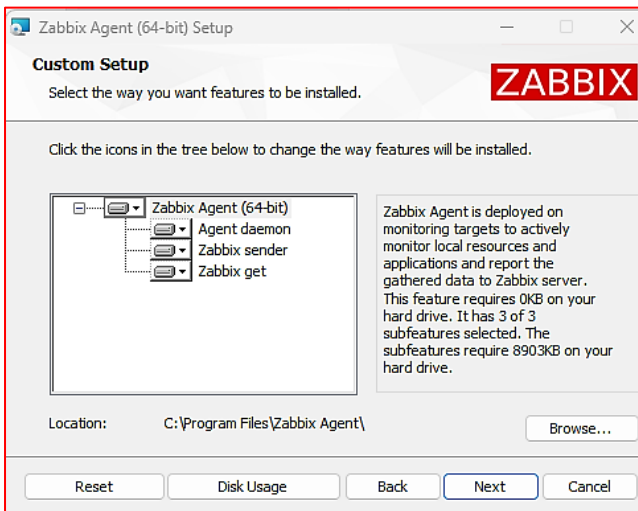 Zabbix Agent (64-bit) Setup
Custom Setup
Select the way you want features to be installed.
ZABBIX
Click the icons in the tree below to change the way features will be installed.
Zabbix Agent (64-bit)
Agent daemon
Zabbix sender
Zabbix get
Zabbix Agent is deployed on
monitoring targets to actively
monitor local resources and
applications and report the
gathered data to Zabbix server.
This feature requires 0KB on your
hard drive. It has 3 of 3
subfeatures selected. The
subfeatures require 8903KB on your
hard drive.
Location: C:\Program Files\Zabbix Agent\
Browse...
Reset Disk Usage Back Next Cancel